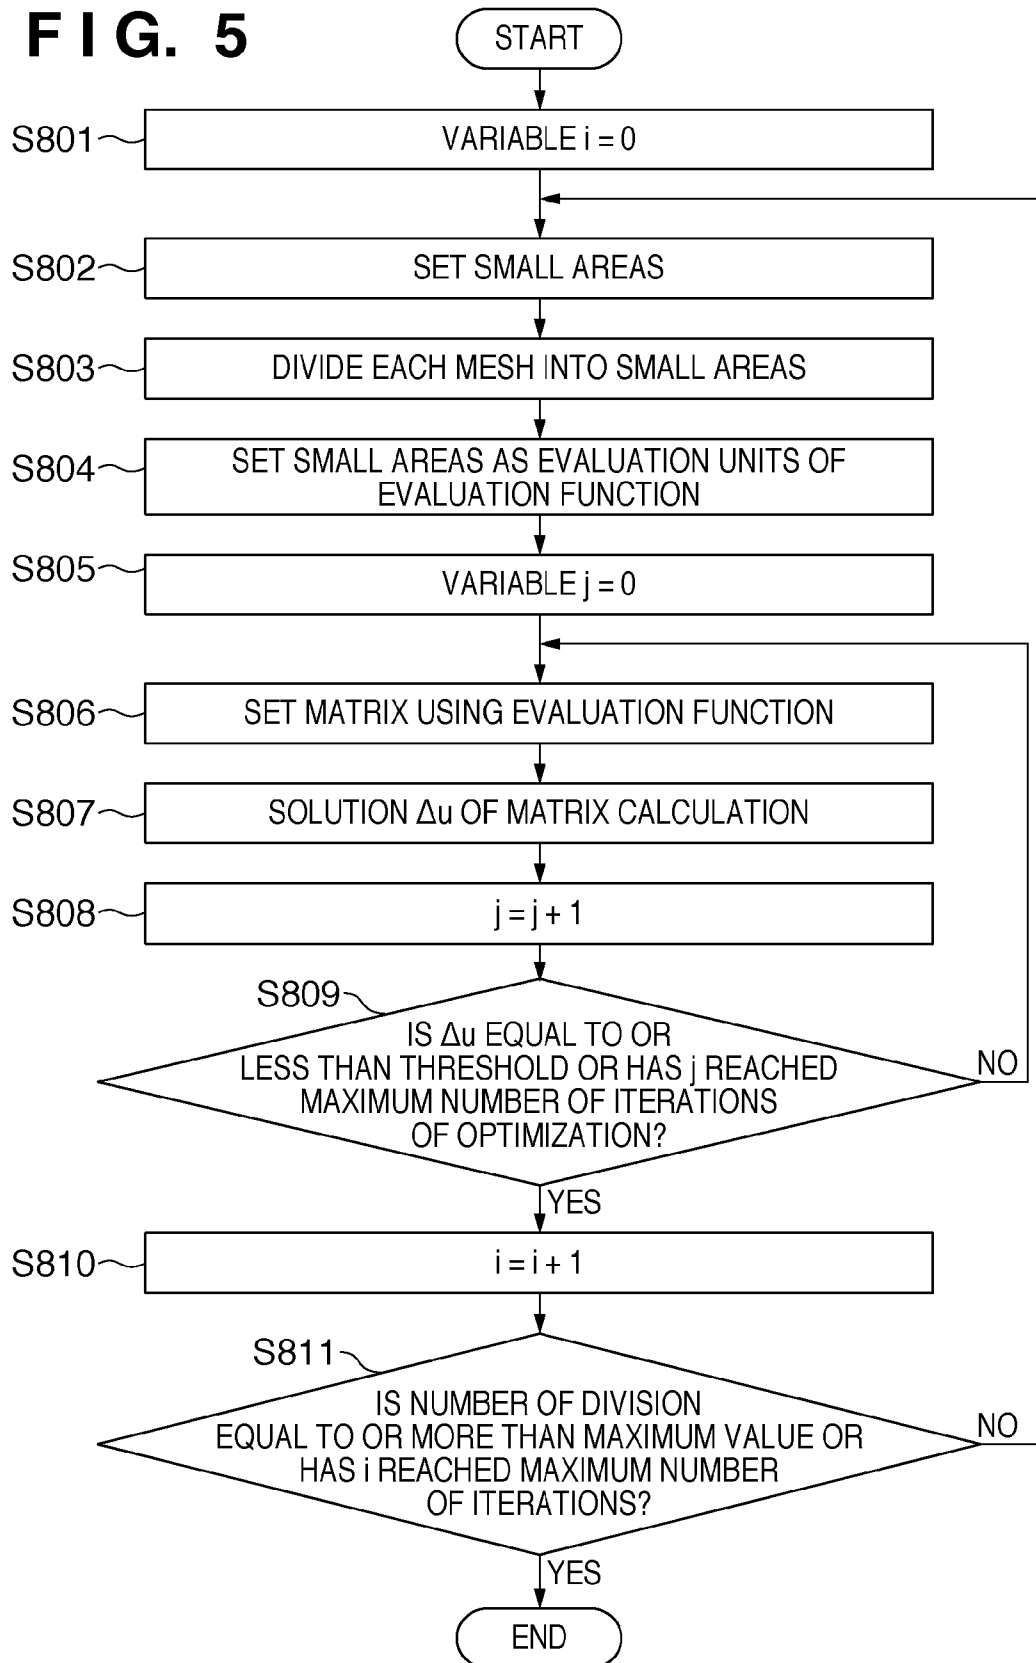 FIG. 5
START
S801
VARIABLE i = 0
S802
SET SMALL AREAS
S803
DIVIDE EACH MESH INTO SMALL AREAS
S804
SET SMALL AREAS AS EVALUATION UNITS OF
EVALUATION FUNCTION
S805
VARIABLE j = 0
S806
SET MATRIX USING EVALUATION FUNCTION
S807
SOLUTION Δu OF MATRIX CALCULATION
S808
j = j + 1
S809
IS Δu EQUAL TO OR
LESS THAN THRESHOLD OR HAS j REACHED
MAXIMUM NUMBER OF ITERATIONS
OF OPTIMIZATION?
NO
YES
S810
i = i + 1
S811
IS NUMBER OF DIVISION
EQUAL TO OR MORE THAN MAXIMUM VALUE OR
HAS i REACHED MAXIMUM NUMBER
OF ITERATIONS?
NO
YES
END